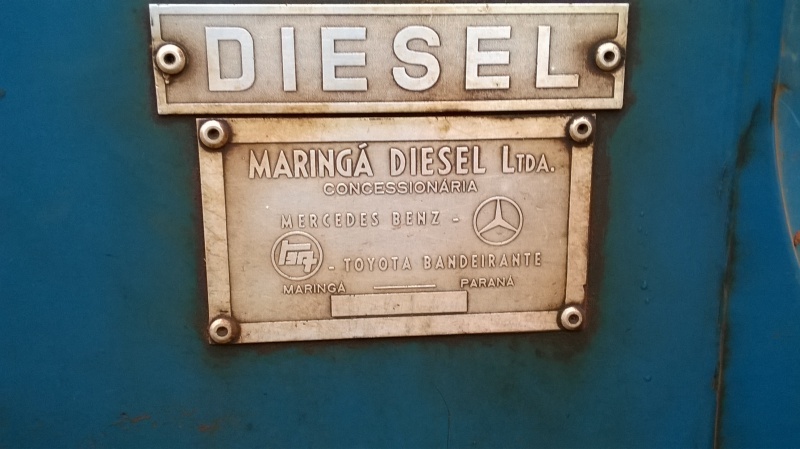 DIESEL
MARINGÁ DIESEL LTDA.
CONCESSIONÁRIA
MERCEDES BENZ -
- TOYOTA BANDEIRANTE
MARINGÁ ——— PARANÁ